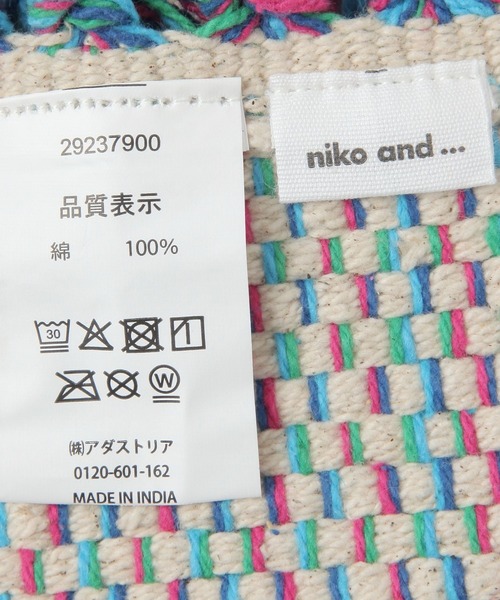 29237900
品質表示
綿 100%
30
W
㈱アダストリア
0120-601-162
MADE IN INDIA
niko and ...